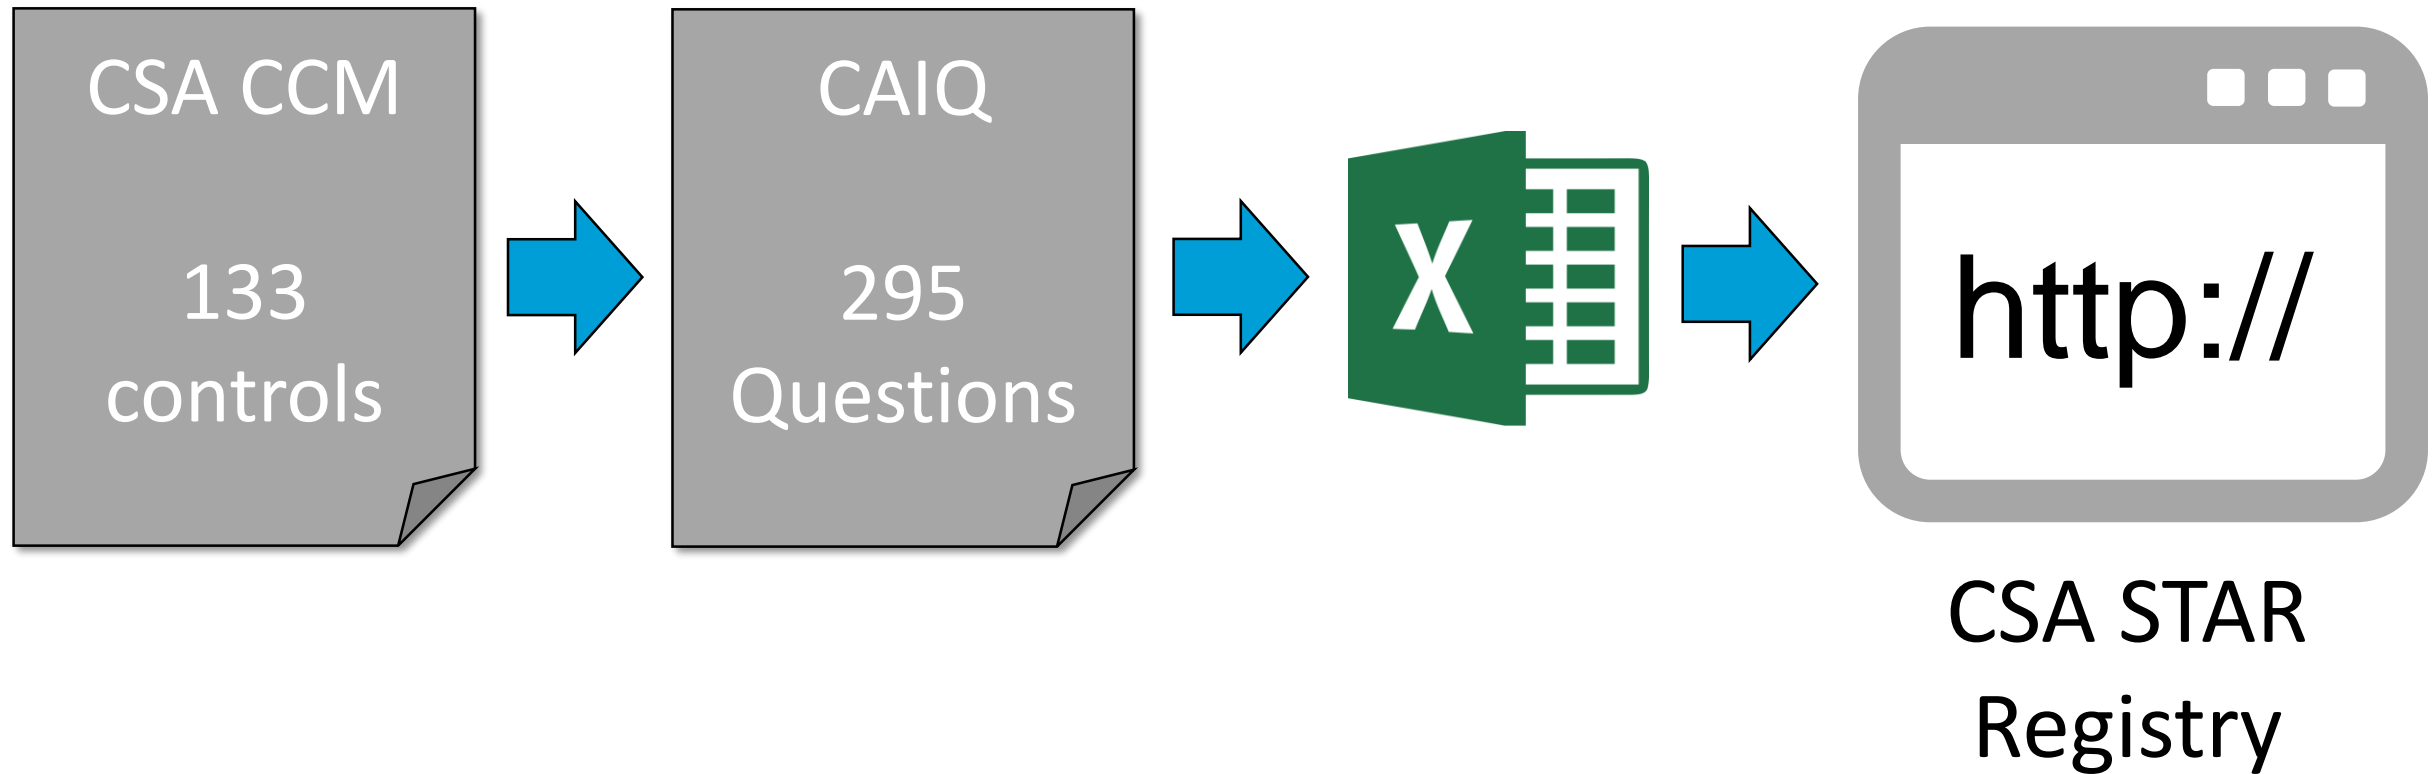 CSA CCM
133
controls
CAIQ
295
Questions
X
http://
CSA STAR
Registry